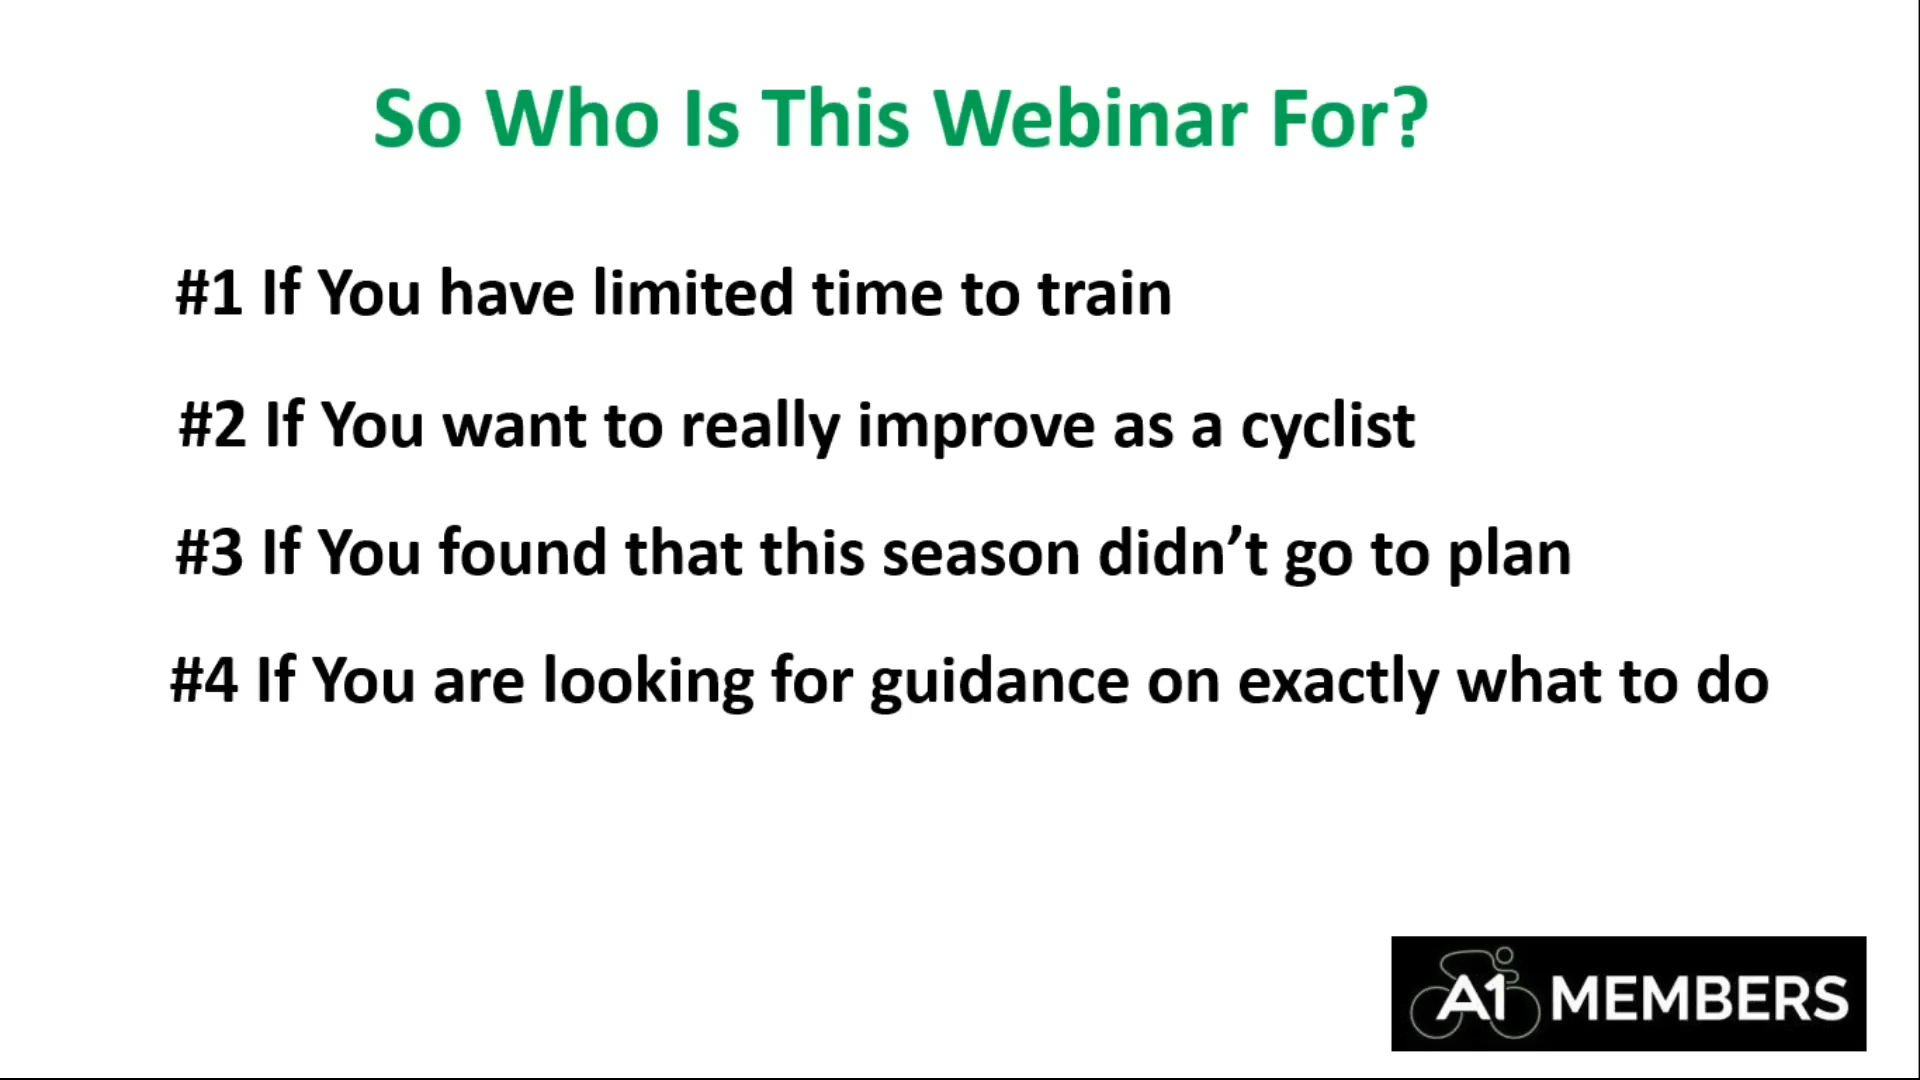 So Who Is This Webinar For?
#1 If You have limited time to train
#2 If You want to really improve as a cyclist
#3 If You found that this season didn’t go to plan
#4 If You are looking for guidance on exactly what to do
A1 MEMBERS